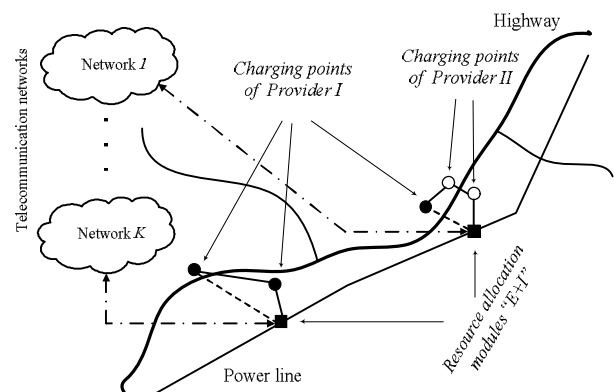 Highway
Network 1
Charging points
of Provider I
Charging points
of Provider II
Telecommunication networks
Network K
Resource allocation
modules “E+I”
Power line